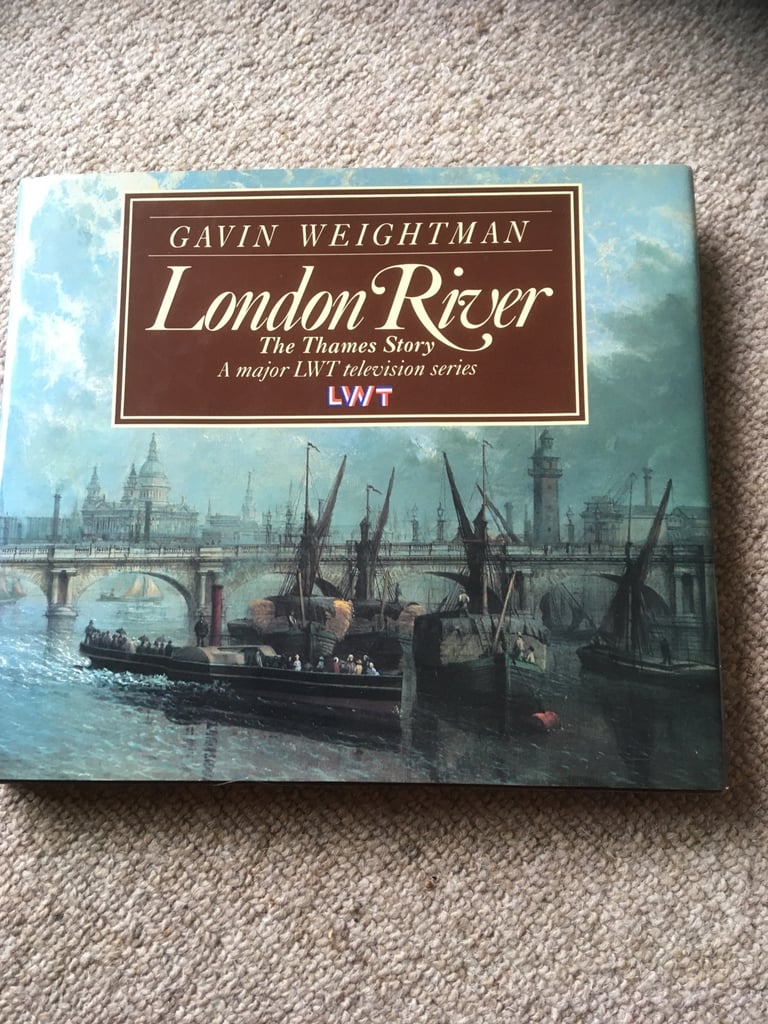 GAVIN WEIGHTMAN
London River
The Thames Story
A major LWT television series
LWT